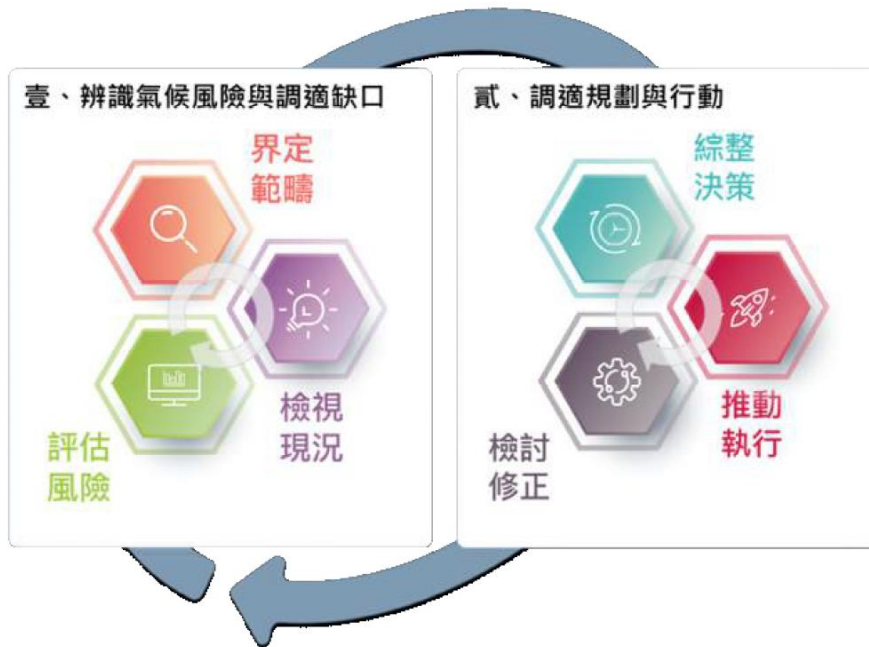 壹、辨識氣候風險與調適缺口
界定
範疇
檢視
現況
評估
風險
貳、調適規劃與行動
綜整
決策
推動
執行
檢討
修正